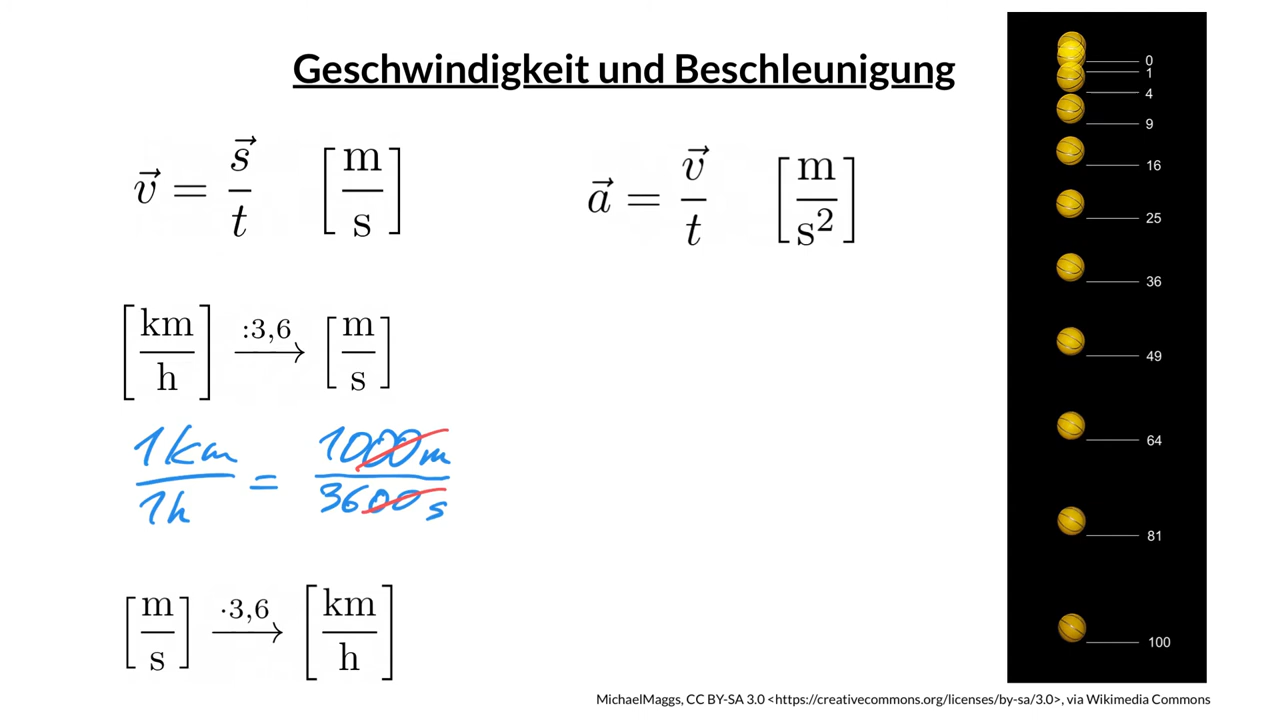 Geschwindigkeit und Beschleunigung
v⃗ = s⃗/t [m/s]
a⃗ = v⃗/t [m/s²]
[km/h] :3,6 → [m/s]
1km/1h = 1000m/3600s
[m/s] ·3,6 → [km/h]
0
1
4
9
16
25
36
49
64
81
100
MichaelMaggs, CC BY-SA 3.0 <https://creativecommons.org/licenses/by-sa/3.0>, via Wikimedia Commons